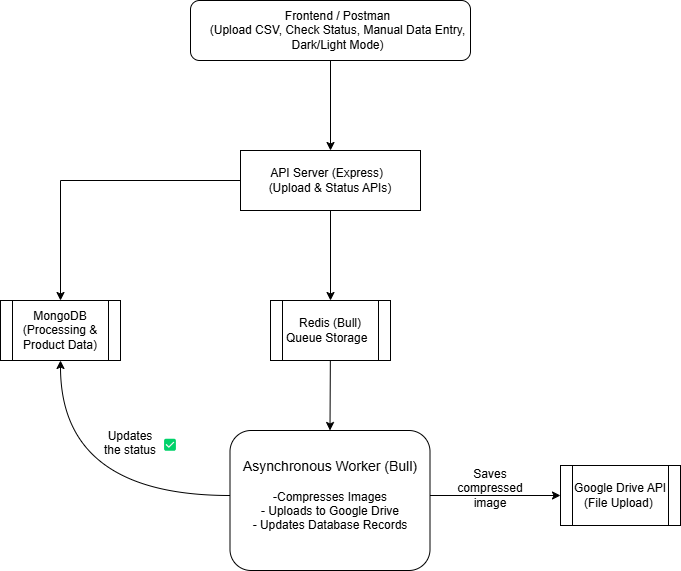 Frontend / Postman
(Upload CSV, Check Status, Manual Data Entry,
Dark/Light Mode)
API Server (Express)
(Upload & Status APIs)
MongoDB
(Processing &
Product Data)
Redis (Bull)
Queue Storage
Updates
the status
Asynchronous Worker (Bull)
-Compresses Images
- Uploads to Google Drive
- Updates Database Records
Saves
compressed
image
Google Drive API
(File Upload)